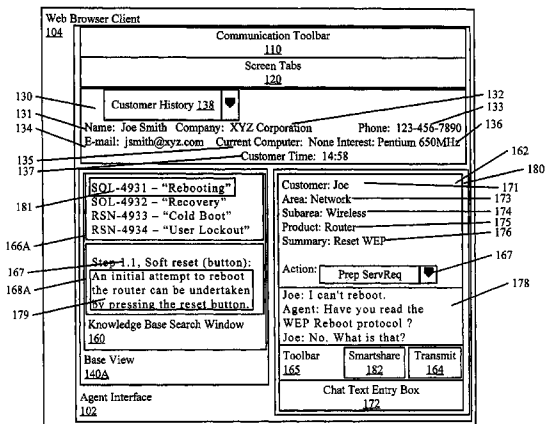 Web Browser Client
104
Communication Toolbar
110
Screen Tabs
120
130
Customer History 138
132
133
131
Name: Joe Smith Company: XYZ Corporation Phone: 123-456-7890
134
E-mail: jsmith@xyz.com Current Computer: None Interest: Pentium 650MHz
136
135
137
Customer Time: 14:58
162
180
181
SOL-4931 – “Rebooting”
SOL-4932 – “Recovery”
RSN-4933 – “Cold Boot”
RSN-4934 – “User Lockout”
166A
167
Step 1.1, Soft reset (button):
168A
An initial attempt to reboot
the router can be undertaken
by pressing the reset button.
179
Knowledge Base Search Window
160
Base View
140A
Agent Interface
102
Customer: Joe
171
Area: Network
173
Subarea: Wireless
174
Product: Router
175
Summary: Reset WEP
176
Action: Prep ServReq
167
Joe: I can't reboot.
178
Agent: Have you read the
WEP Reboot protocol ?
Joe: No. What is that?
Toolbar
165
Smartshare
182
Transmit
164
Chat Text Entry Box
172